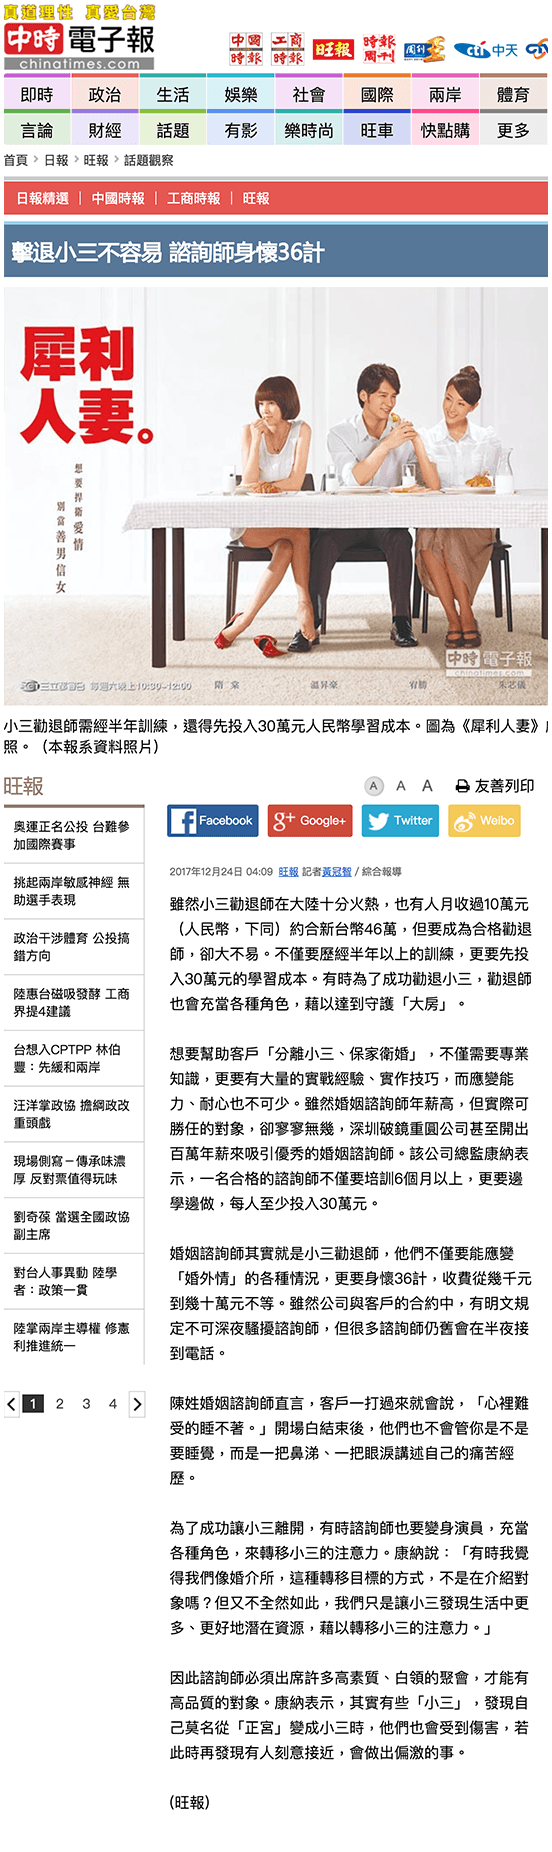 真道理性 真愛台灣
中時電子報
chinatimes.com
中國時報
工商時報
旺報
時報周刊
周刊王
cti中天
即時 政治 生活 娛樂 社會 國際 兩岸 體育
言論 財經 話題 有影 樂時尚 旺車 快點購 更多
首頁 > 日報 > 旺報 > 話題觀察
日報精選 | 中國時報 | 工商時報 | 旺報
擊退小三不容易 諮詢師身懷36計
犀利
人妻。
想要捍衛愛情
別當善男信女
三立都會台 每週六晚上10:30-12:00
隋棠 溫昇豪 宥勝 朱芯儀
中時電子報
chinatimes.com
小三勸退師需經半年訓練，還得先投入30萬元人民幣學習成本。圖為《犀利人妻》
照。（本報系資料照片）
旺報
A A A 友善列印
奧運正名公投 台難參
加國際賽事
挑起兩岸敏感神經 無
助選手表現
政治干涉體育 公投搞
錯方向
陸惠台磁吸發酵 工商
界提4建議
台想入CPTPP 林伯
豐：先緩和兩岸
汪洋掌政協 擔綱政改
重頭戲
現場側寫－傳承味濃
厚 反對票值得玩味
劉奇葆 當選全國政協
副主席
對台人事異動 陸學
者：政策一貫
陸掌兩岸主導權 修憲
利推進統一
1 2 3 4
Facebook Google+ Twitter Weibo
2017年12月24日 04:09 旺報 記者黃冠智 / 綜合報導
雖然小三勸退師在大陸十分火熱，也有人月收過10萬元
（人民幣，下同）約合新台幣46萬，但要成為合格勸退
師，卻大不易。不僅要歷經半年以上的訓練，更要先投
入30萬元的學習成本。有時為了成功勸退小三，勸退師
也會充當各種角色，藉以達到守護「大房」。
想要幫助客戶「分離小三、保家衛婚」，不僅需要專業
知識，更要有大量的實戰經驗、實作技巧，而應變能
力、耐心也不可少。雖然婚姻諮詢師年薪高，但實際可
勝任的對象，卻寥寥無幾，深圳破鏡重圓公司甚至開出
百萬年薪來吸引優秀的婚姻諮詢師。該公司總監康納表
示，一名合格的諮詢師不僅要培訓6個月以上，更要邊
學邊做，每人至少投入30萬元。
婚姻諮詢師其實就是小三勸退師，他們不僅要能應變
「婚外情」的各種情況，更要身懷36計，收費從幾千元
到幾十萬元不等。雖然公司與客戶的合約中，有明文規
定不可深夜騷擾諮詢師，但很多諮詢師仍舊會在半夜接
到電話。
陳姓婚姻諮詢師直言，客戶一打過來就會說，「心裡難
受的睡不著。」開場白結束後，他們也不會管你是不是
要睡覺，而是一把鼻涕、一把眼淚講述自己的痛苦經
歷。
為了成功讓小三離開，有時諮詢師也要變身演員，充當
各種角色，來轉移小三的注意力。康納說：「有時我覺
得我們像婚介所，這種轉移目標的方式，不是在介紹對
象嗎？但又不全然如此，我們只是讓小三發現生活中更
多、更好地潛在資源，藉以轉移小三的注意力。」
因此諮詢師必須出席許多高素質、白領的聚會，才能有
高品質的對象。康納表示，其實有些「小三」，發現自
己莫名從「正宮」變成小三時，他們也會受到傷害，若
此時再發現有人刻意接近，會做出偏激的事。
(旺報)